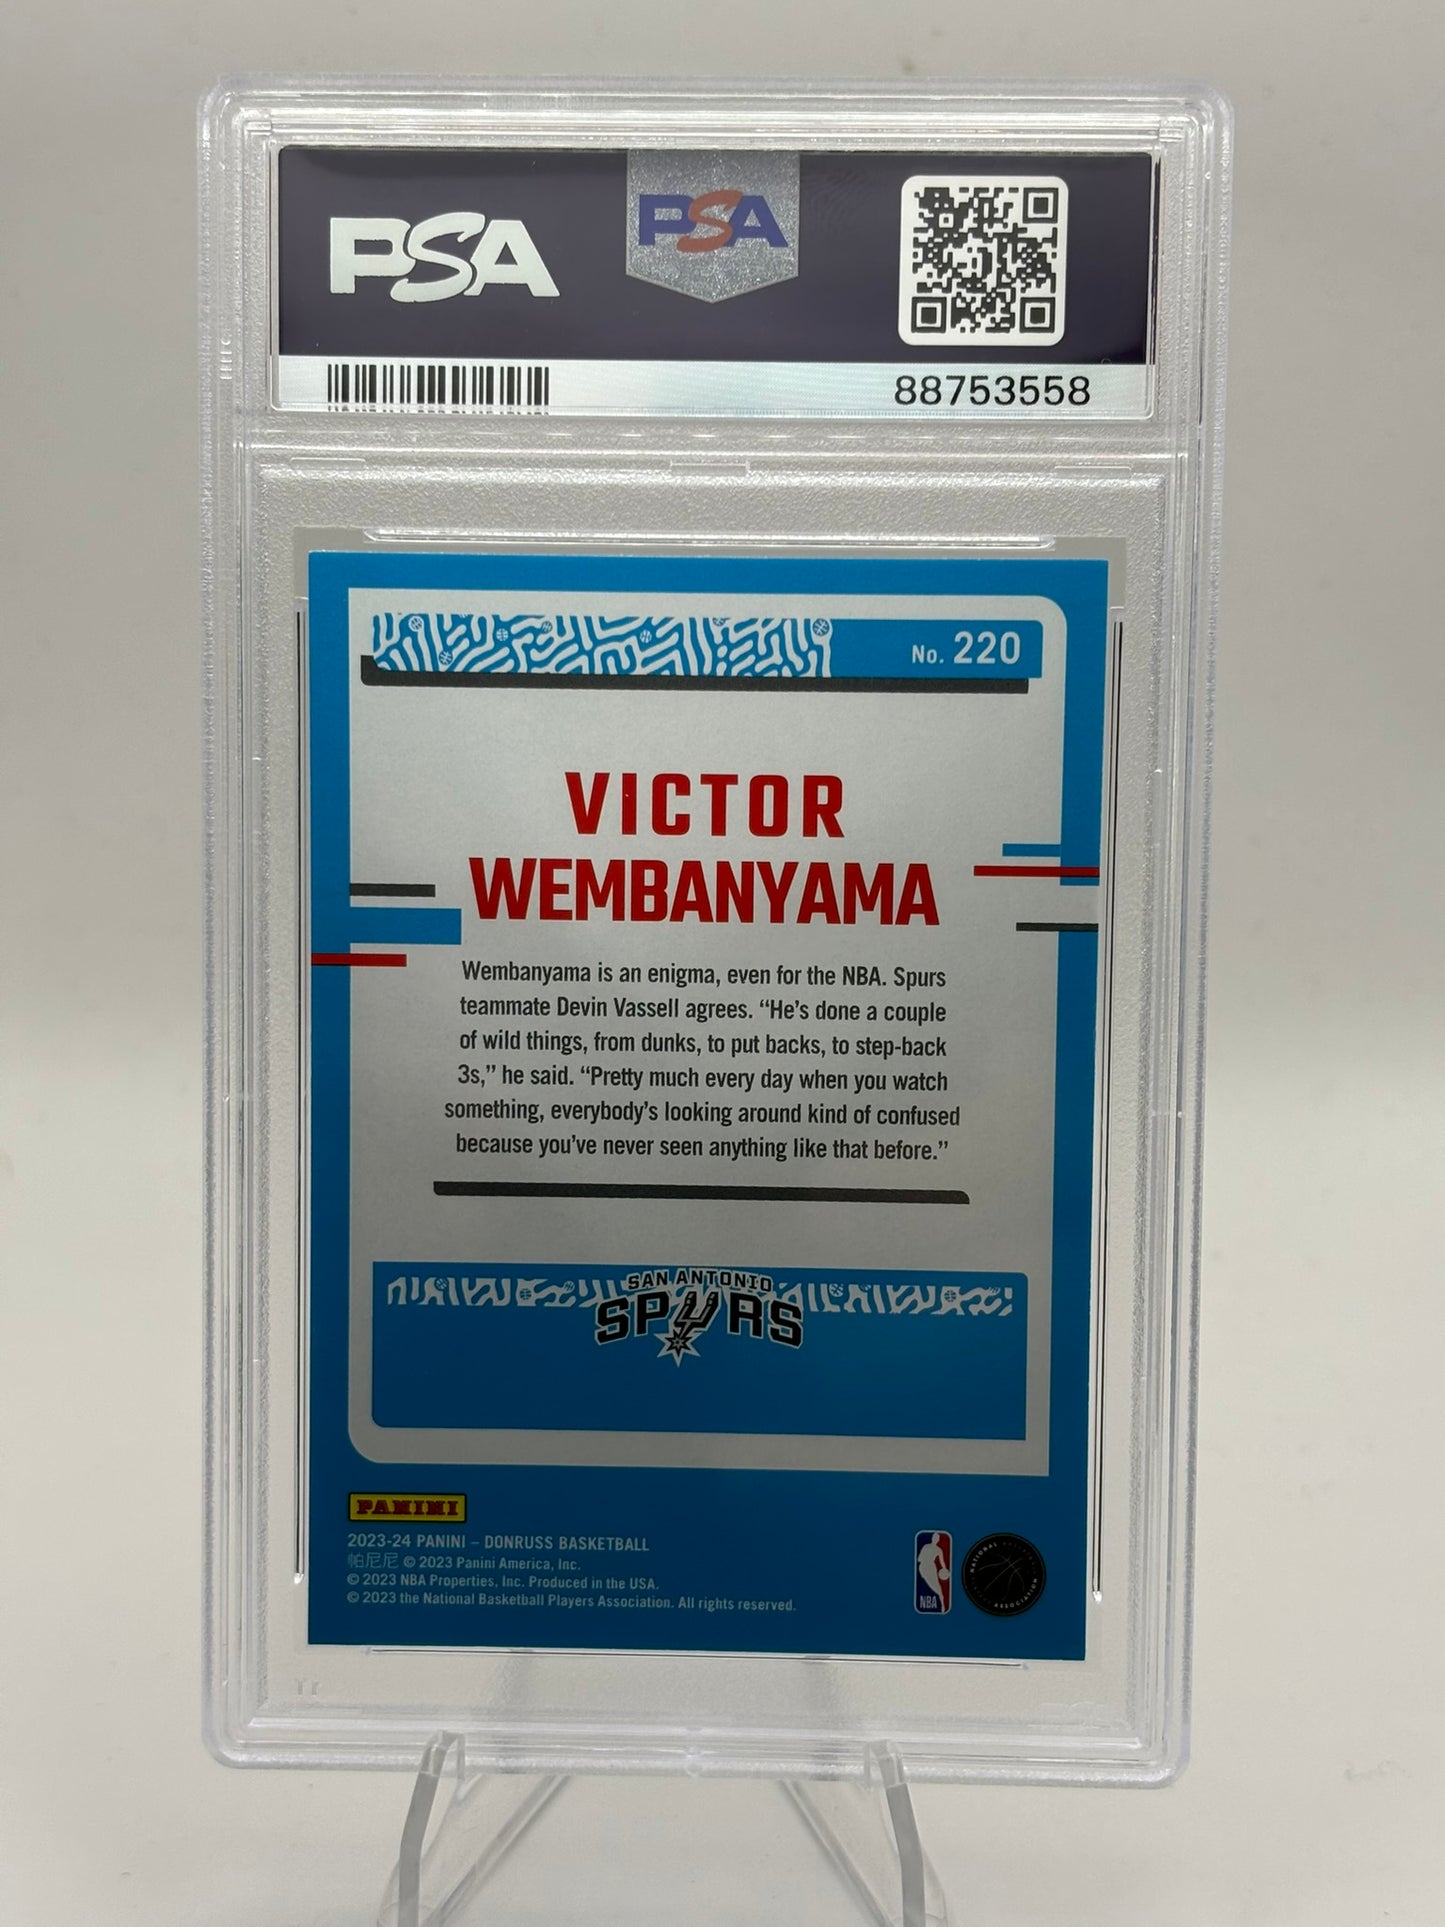 PSA
PSA
88753558
No. 220
VICTOR
WEMBANYAMA
Wembanyama is an enigma, even for the NBA. Spurs
teammate Devin Vassell agrees. “He’s done a couple
of wild things, from dunks, to put backs, to step-back
3s,” he said. “Pretty much every day when you watch
something, everybody’s looking around kind of confused
because you’ve never seen anything like that before.”
SAN ANTONIO
SPURS
PANINI
2023-24 PANINI – DONRUSS BASKETBALL
帕尼尼 © 2023 Panini America, Inc.
© 2023 NBA Properties, Inc. Produced in the USA.
© 2023 the National Basketball Players Association. All rights reserved.
NBA
NATIONAL
ASSOCIATION